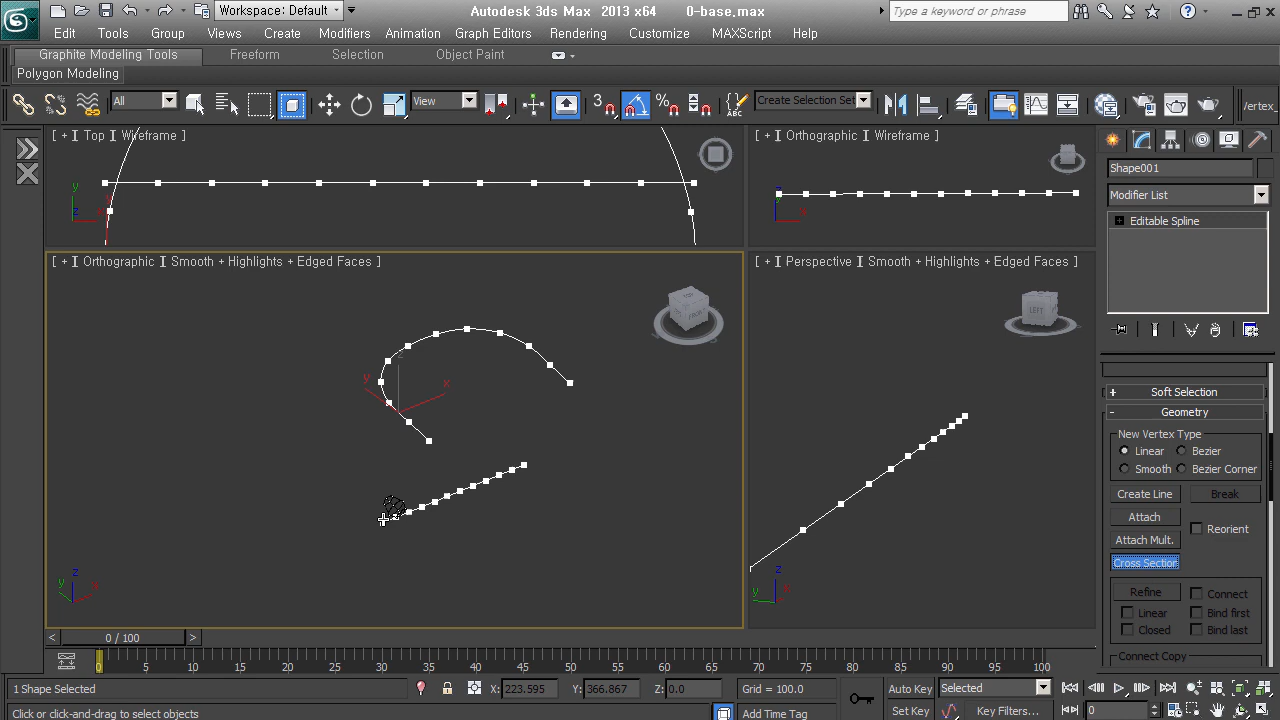 Workspace: Default
Autodesk 3ds Max 2013 x64 0-base.max
Type a keyword or phrase
Edit Tools Group Views Create Modifiers Animation Graph Editors Rendering Customize MAXScript Help
Graphite Modeling Tools Freeform Selection Object Paint
Polygon Modeling
All View 3 % Create Selection Set
[ + ] Top ] Wireframe ]
[ + ] Orthographic ] Wireframe ]
Shape001
Modifier List
Editable Spline
[ + ] Orthographic ] Smooth + Highlights + Edged Faces ]
[ + ] Perspective ] Smooth + Highlights + Edged Faces ]
FRONT
LEFT
y
x
z
+ Soft Selection
- Geometry
New Vertex Type
Linear Bezier
Smooth Bezier Corner
Create Line Break
Attach Reorient
Attach Mult.
Cross Section
Refine Connect
Linear Bind first
Closed Bind last
Connect Copy
< 0 / 100 >
0 5 10 15 20 25 30 35 40 45 50 55 60 65 70 75 80 85 90 95 100
1 Shape Selected X: 223.595 Y: 366.867 Z: 0.0 Grid = 100.0 Auto Key Selected
Click or click-and-drag to select objects Add Time Tag Set Key Key Filters... 0